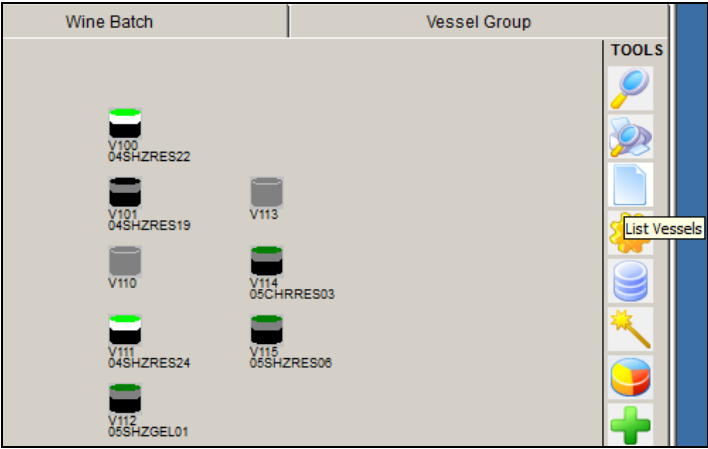 Wine Batch
Vessel Group
TOOLS
V100
04SHZRES22
V101
04SHZRES19
V113
List Vessels
V110
V114
05CHRRES03
V111
04SHZRES24
V115
05SHZRES06
V112
05SHZGEL01